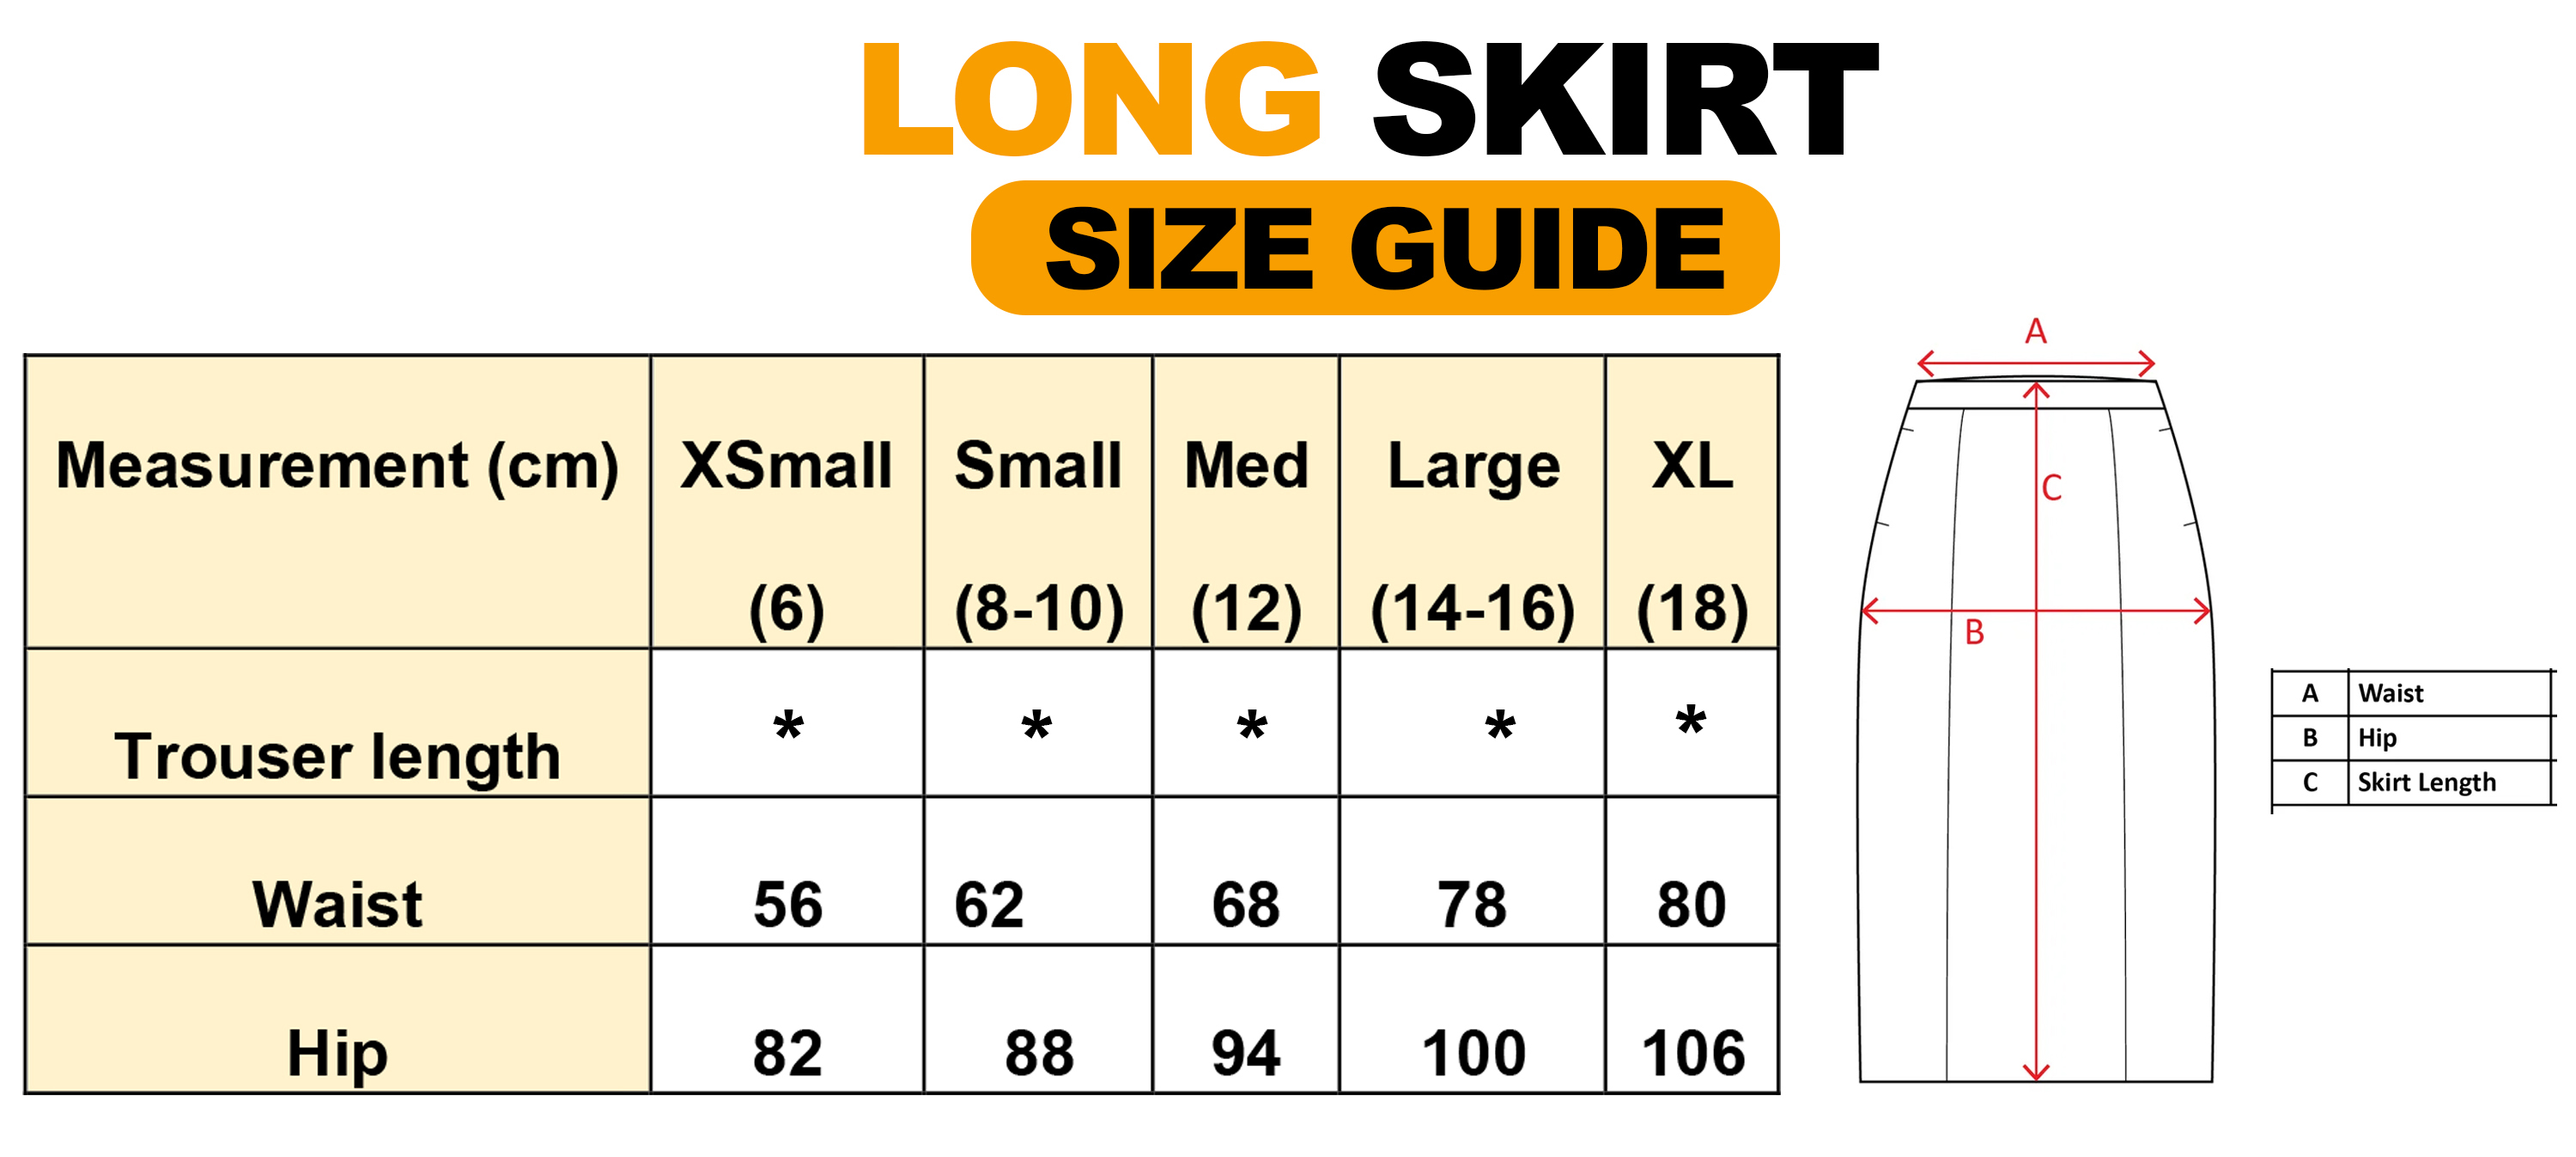 LONG SKIRT
SIZE GUIDE
Measurement (cm) XSmall (6) Small (8-10) Med (12) Large (14-16) XL (18)
Trouser length * * * * *
Waist 56 62 68 78 80
Hip 82 88 94 100 106
A
C
B
A Waist
B Hip
C Skirt Length